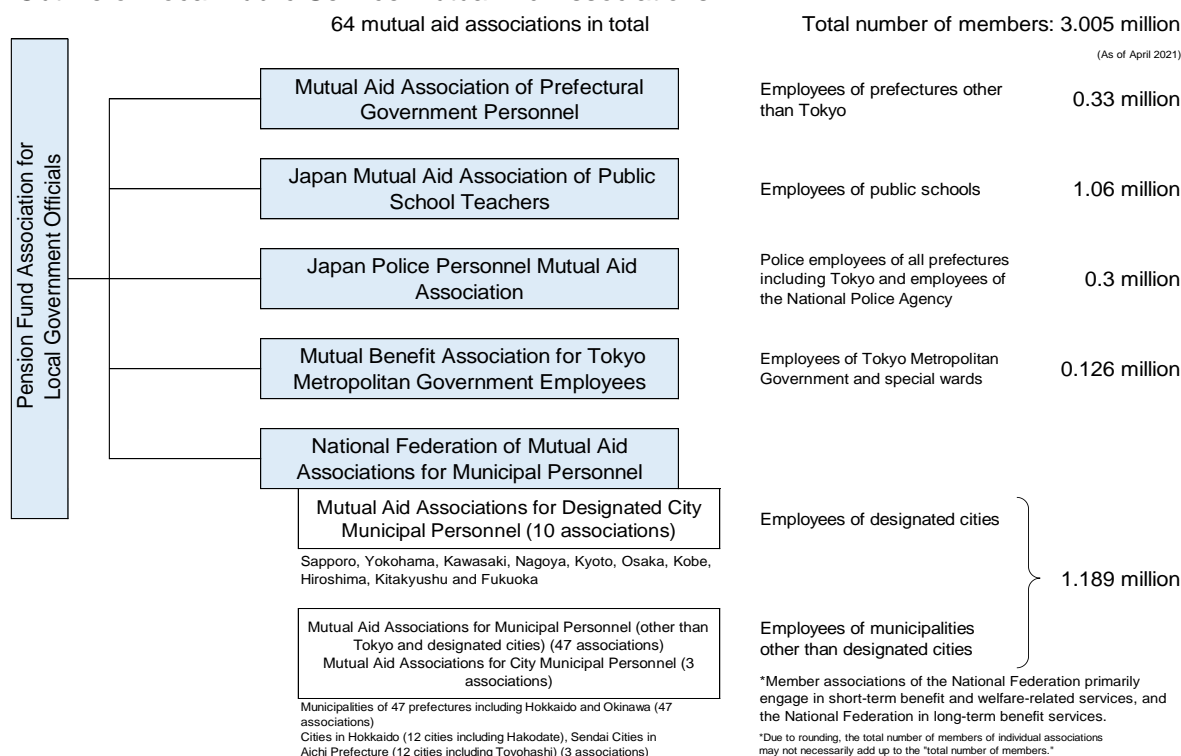 64 mutual aid associations in total
Total number of members: 3.005 million
(As of April 2021)
Pension Fund Association for
Local Government Officials
Mutual Aid Association of Prefectural
Government Personnel
Employees of prefectures other
than Tokyo
0.33 million
Japan Mutual Aid Association of Public
School Teachers
Employees of public schools
1.06 million
Japan Police Personnel Mutual Aid
Association
Police employees of all prefectures
including Tokyo and employees of
the National Police Agency
0.3 million
Mutual Benefit Association for Tokyo
Metropolitan Government Employees
Employees of Tokyo Metropolitan
Government and special wards
0.126 million
National Federation of Mutual Aid
Associations for Municipal Personnel
Mutual Aid Associations for Designated City
Municipal Personnel (10 associations)
Employees of designated cities
Sapporo, Yokohama, Kawasaki, Nagoya, Kyoto, Osaka, Kobe,
Hiroshima, Kitakyushu and Fukuoka
1.189 million
Mutual Aid Associations for Municipal Personnel (other than
Tokyo and designated cities) (47 associations)
Mutual Aid Associations for City Municipal Personnel (3
associations)
Employees of municipalities
other than designated cities
Municipalities of 47 prefectures including Hokkaido and Okinawa (47
associations)
Cities in Hokkaido (12 cities including Hakodate), Sendai Cities in
Aichi Prefecture (12 cities including Toyohashi) (3 associations)
*Member associations of the National Federation primarily
engage in short-term benefit and welfare-related services, and
the National Federation in long-term benefit services.
*Due to rounding, the total number of members of individual associations
may not necessarily add up to the "total number of members."